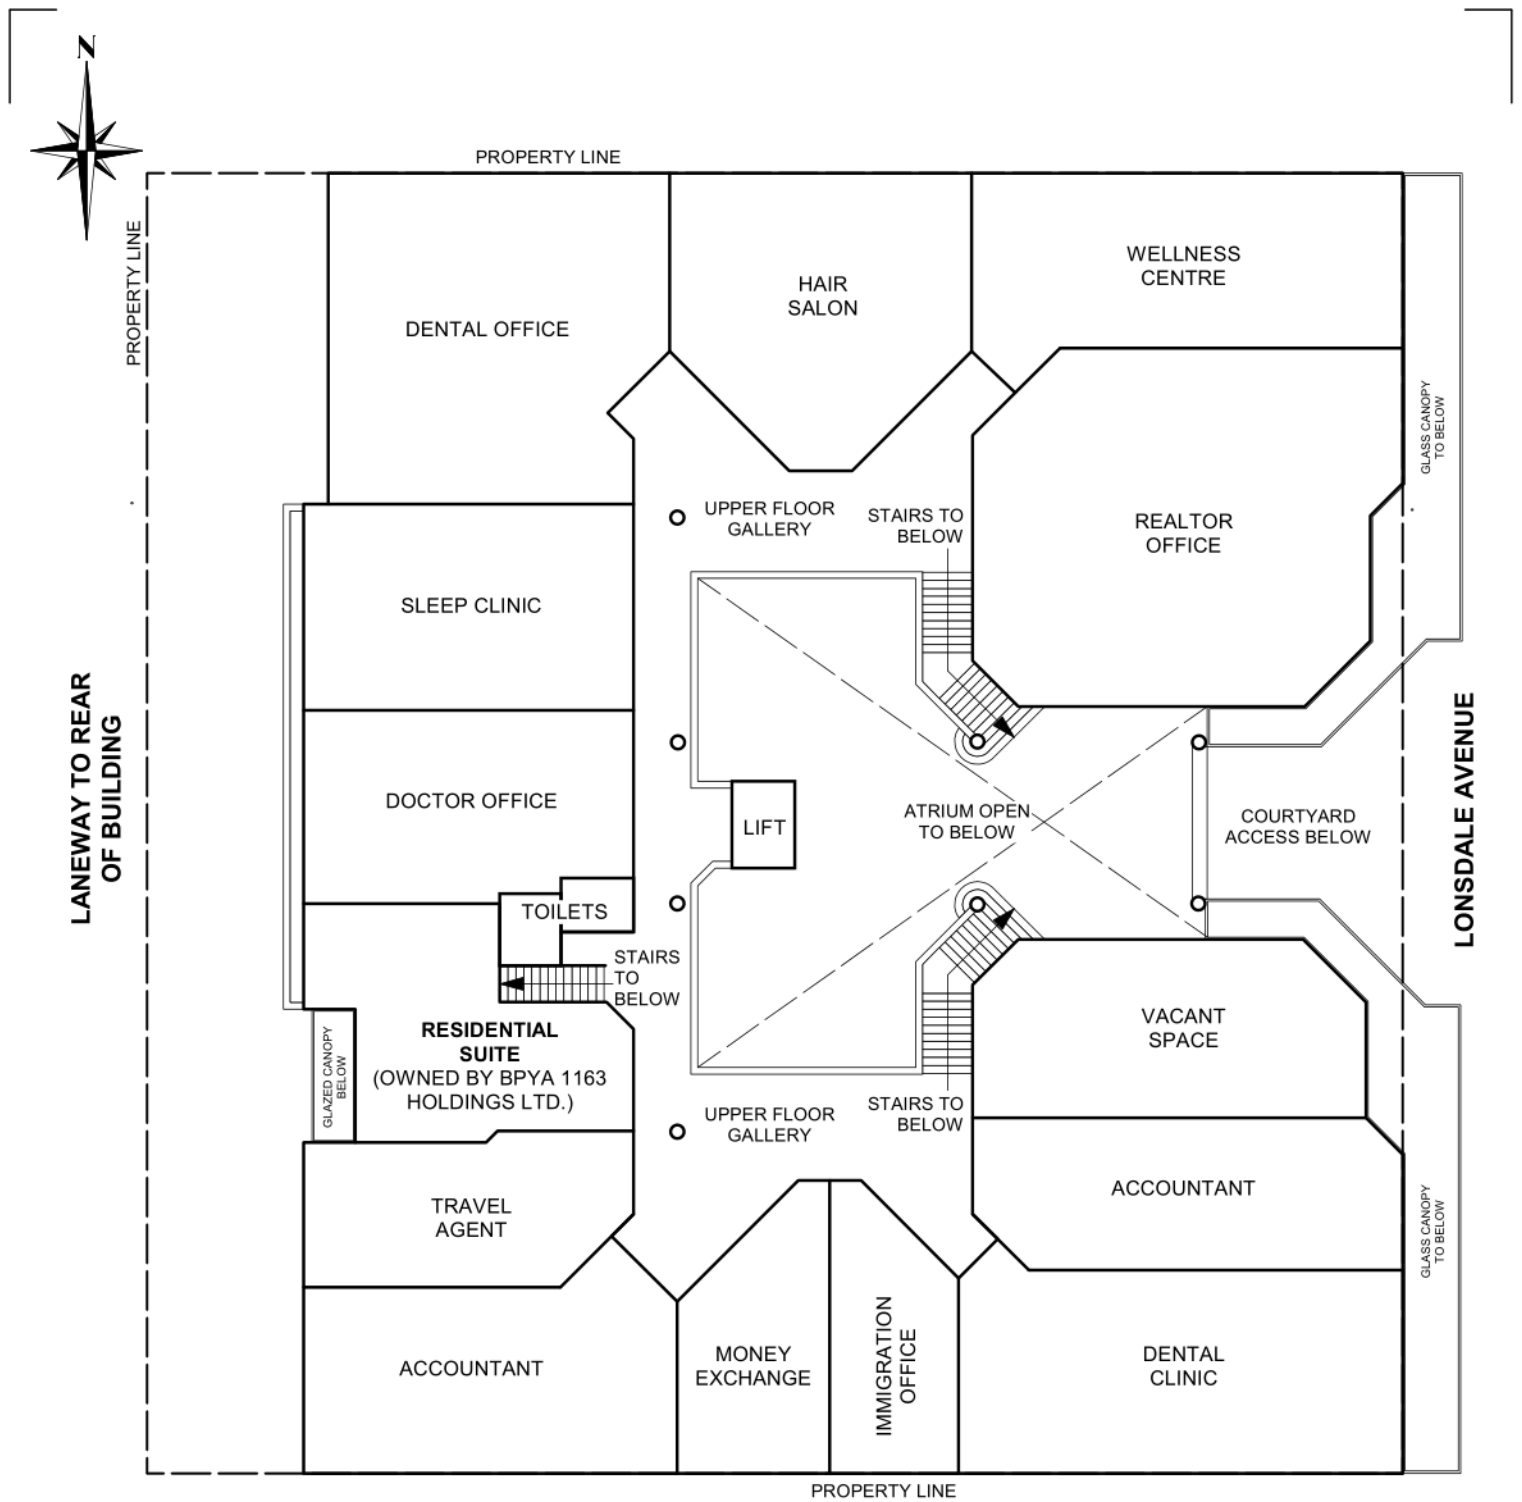 N
PROPERTY LINE
PROPERTY LINE
DENTAL OFFICE
HAIR
SALON
WELLNESS
CENTRE
GLASS CANOPY
TO BELOW
UPPER FLOOR
GALLERY
STAIRS TO
BELOW
REALTOR
OFFICE
SLEEP CLINIC
LANEWAY TO REAR
OF BUILDING
DOCTOR OFFICE
LIFT
ATRIUM OPEN
TO BELOW
COURTYARD
ACCESS BELOW
LONSDALE AVENUE
TOILETS
STAIRS
TO
BELOW
RESIDENTIAL
SUITE
(OWNED BY BPYA 1163
HOLDINGS LTD.)
GLAZED CANOPY
BELOW
VACANT
SPACE
UPPER FLOOR
GALLERY
STAIRS TO
BELOW
TRAVEL
AGENT
ACCOUNTANT
GLASS CANOPY
TO BELOW
ACCOUNTANT
MONEY
EXCHANGE
IMMIGRATION
OFFICE
DENTAL
CLINIC
PROPERTY LINE